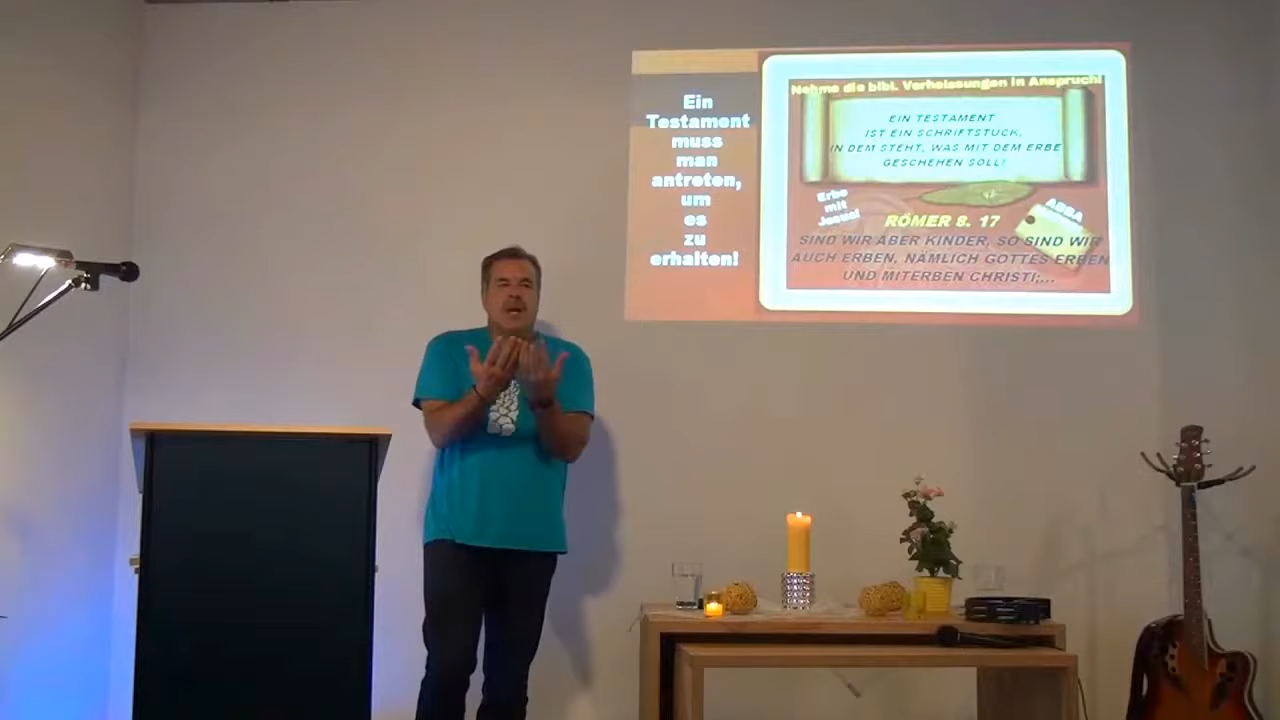 Ein
Testament
muss
man
antreten,
um
es
zu
erhalten!
Nehme die bibl. Verheissungen in Anspruch!
EIN TESTAMENT
IST EIN SCHRIFTSTÜCK,
IN DEM STEHT, WAS MIT DEM ERBE
GESCHEHEN SOLL!
Erbe
mit
Jesus!
ABBA
RÖMER 8. 17
SIND WIR ABER KINDER, SO SIND WIR
AUCH ERBEN, NÄMLICH GOTTES ERBEN
UND MITERBEN CHRISTI;...